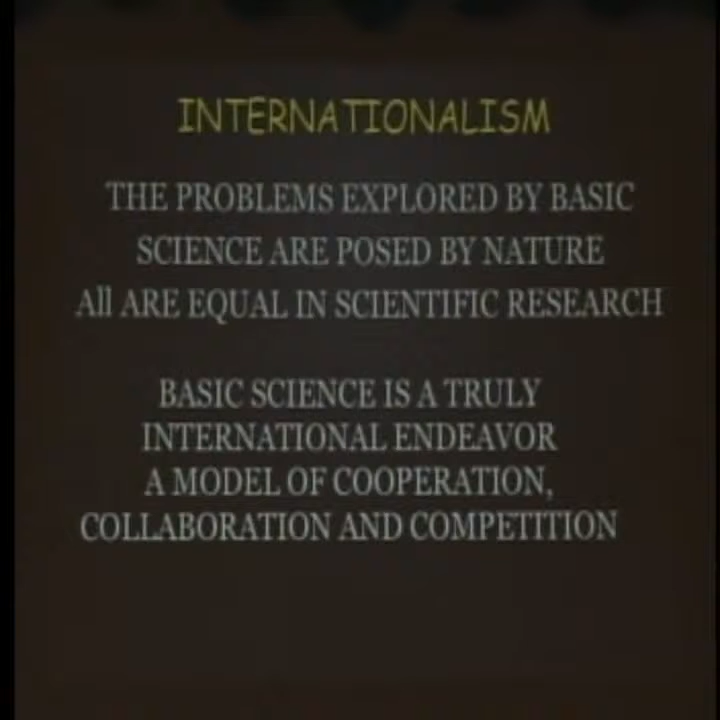 INTERNATIONALISM
THE PROBLEMS EXPLORED BY BASIC
SCIENCE ARE POSED BY NATURE
All ARE EQUAL IN SCIENTIFIC RESEARCH
BASIC SCIENCE IS A TRULY
INTERNATIONAL ENDEAVOR
A MODEL OF COOPERATION,
COLLABORATION AND COMPETITION